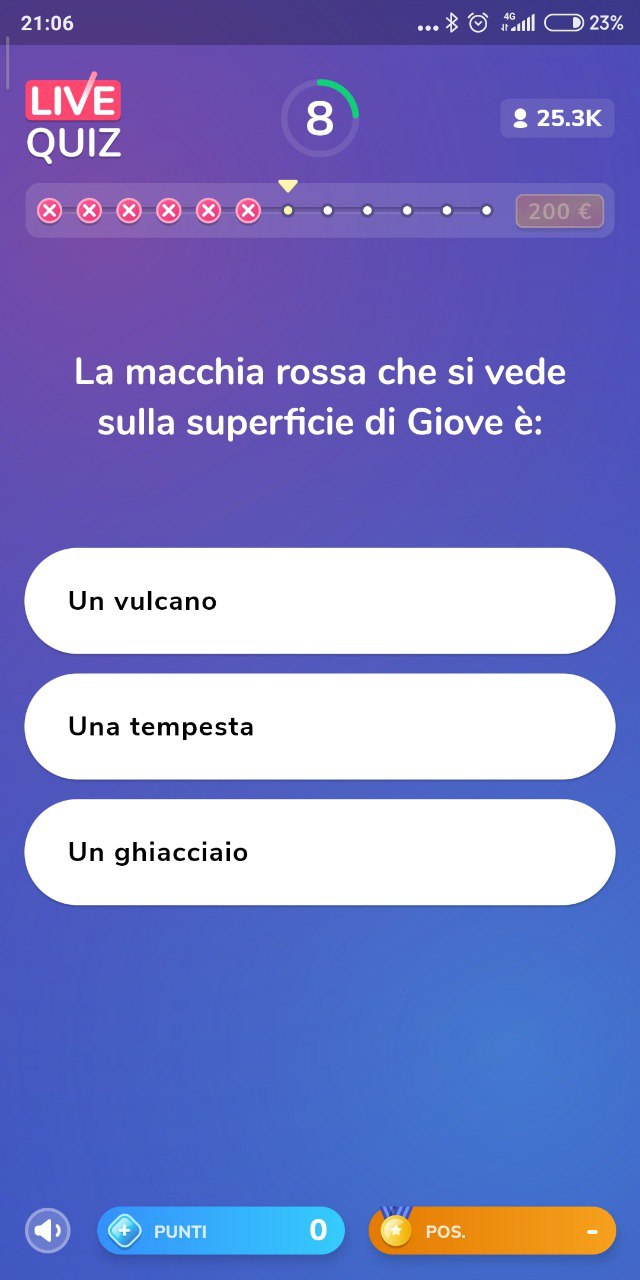 21:06
4G
23%
LIVE
QUIZ
8
25.3K
200 €
La macchia rossa che si vede
sulla superficie di Giove è:
Un vulcano
Una tempesta
Un ghiacciaio
PUNTI 0
POS. -